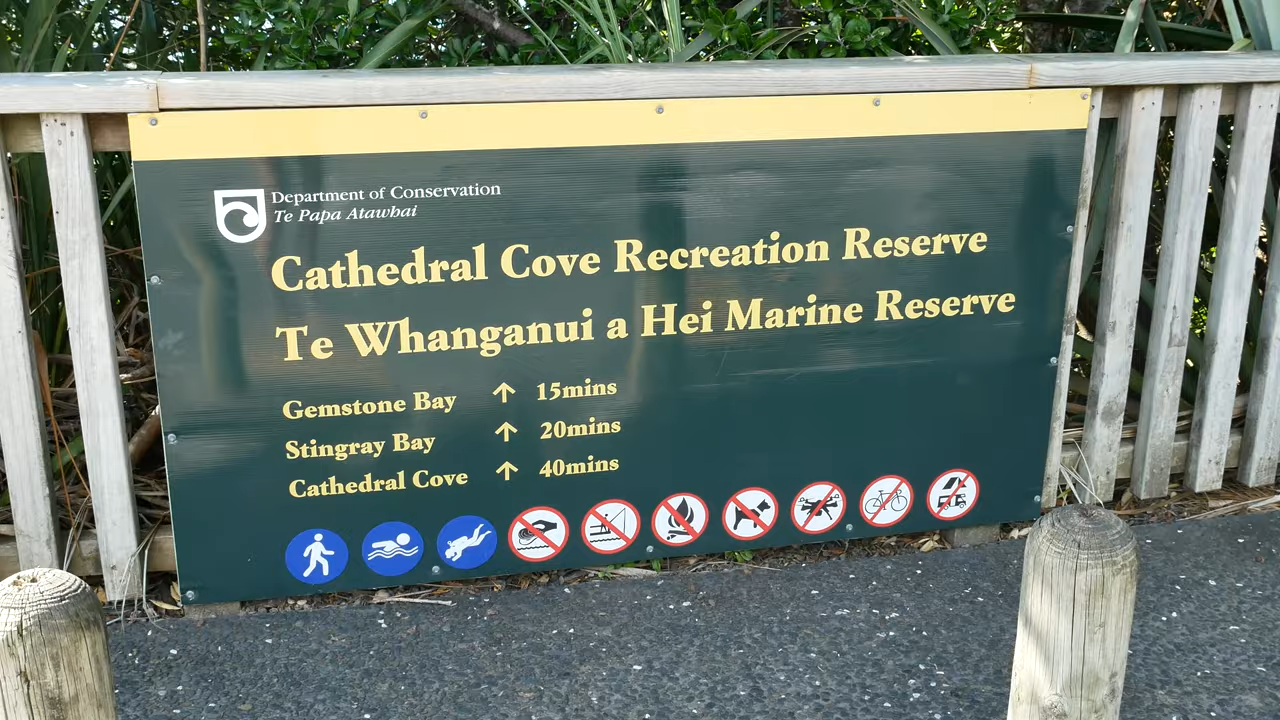 Department of Conservation
Te Papa Atawhai
Cathedral Cove Recreation Reserve
Te Whanganui a Hei Marine Reserve
Gemstone Bay ↑ 15mins
Stingray Bay ↑ 20mins
Cathedral Cove ↑ 40mins